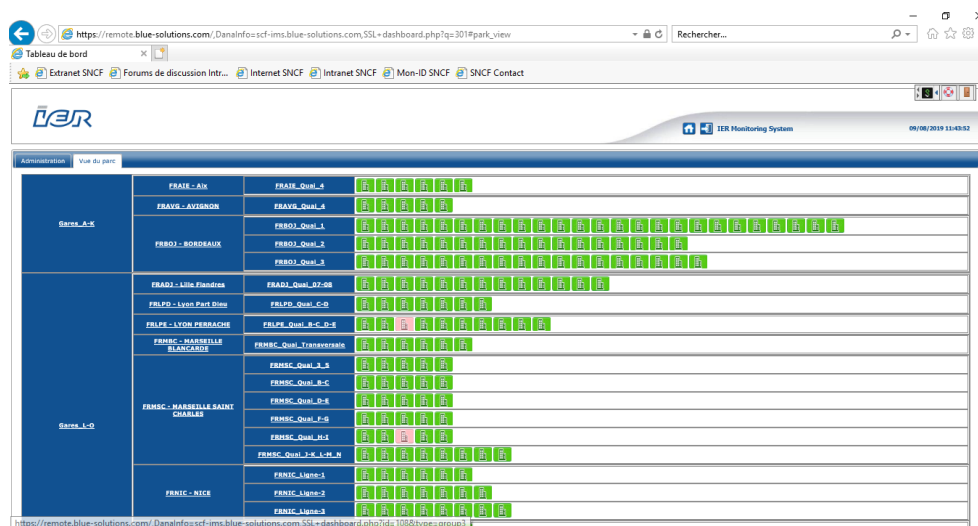 https://remote.blue-solutions.com/,DanaInfo=scf-ims.blue-solutions.com,SSL+dashboard.php?q=301#park_view
Rechercher...
Tableau de bord
Extranet SNCF Forums de discussion Intr... Internet SNCF Intranet SNCF Mon-ID SNCF SNCF Contact
IER
IER Monitoring System
09/08/2019 11:43:52
Administration Vue du parc
Gares_A-K
FRAIE - Aix FRAIE_Quai_4
FRAVG - AVIGNON FRAVG_Quai_4
FRBOJ - BORDEAUX
FRBOJ_Quai_1
FRBOJ_Quai_2
FRBOJ_Quai_3
Gares_L-O
FRADJ - Lille Flandres FRADJ_Quai_07-08
FRLPD - Lyon Part Dieu FRLPD_Quai_C-D
FRLPE - LYON PERRACHE FRLPE_Quai_B-C_D-E
FRMBC - MARSEILLE
BLANCARDE
FRMBC_Quai_Transversale
FRMSC - MARSEILLE SAINT
CHARLES
FRMSC_Quai_3_5
FRMSC_Quai_B-C
FRMSC_Quai_D-E
FRMSC_Quai_F-G
FRMSC_Quai_H-I
FRMSC_Quai_J-K_L-M_N
FRNIC - NICE
FRNIC_Ligne-1
FRNIC_Ligne-2
FRNIC_Ligne-3
https://remote.blue-solutions.com/,DanaInfo=scf-ims.blue-solutions.com,SSL+dashboard.php?id=108&type=group3